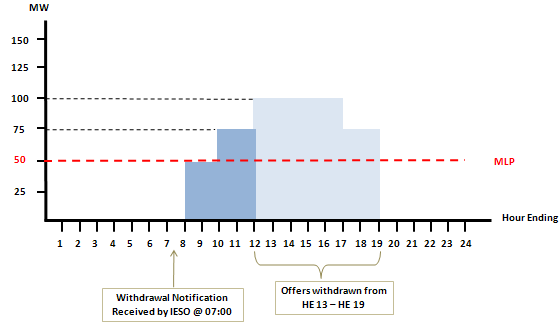 MW
150
125
100
75
50
25
MLP
Hour Ending
1 2 3 4 5 6 7 8 9 10 11 12 13 14 15 16 17 18 19 20 21 22 23 24
Withdrawal Notification
Received by IESO @ 07:00
Offers withdrawn from
HE 13 – HE 19